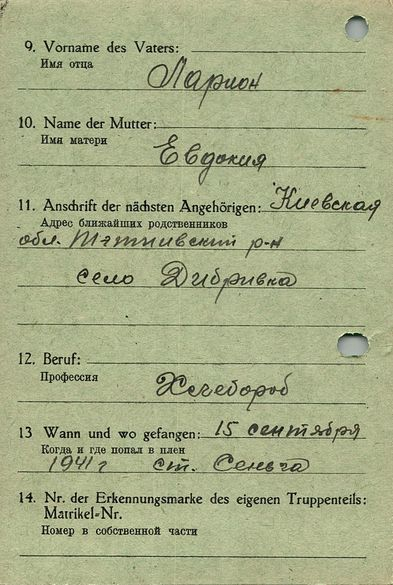 9. Vorname des Vaters:
Имя отца
Ларион
10. Name der Mutter:
Имя матери
Евдокия
11. Anschrift der nächsten Angehörigen: Киевская
Адрес ближайших родственников
обл. Тетиивский р-н
село Дибривка
12. Beruf:
Профессия
Хлебороб
13 Wann und wo gefangen: 15 сентября
Когда и где попал в плен
1941 г ст. Сеньча
14. Nr. der Erkennungsmarke des eigenen Truppenteils:
Matrikel-Nr.
Номер в собственной части